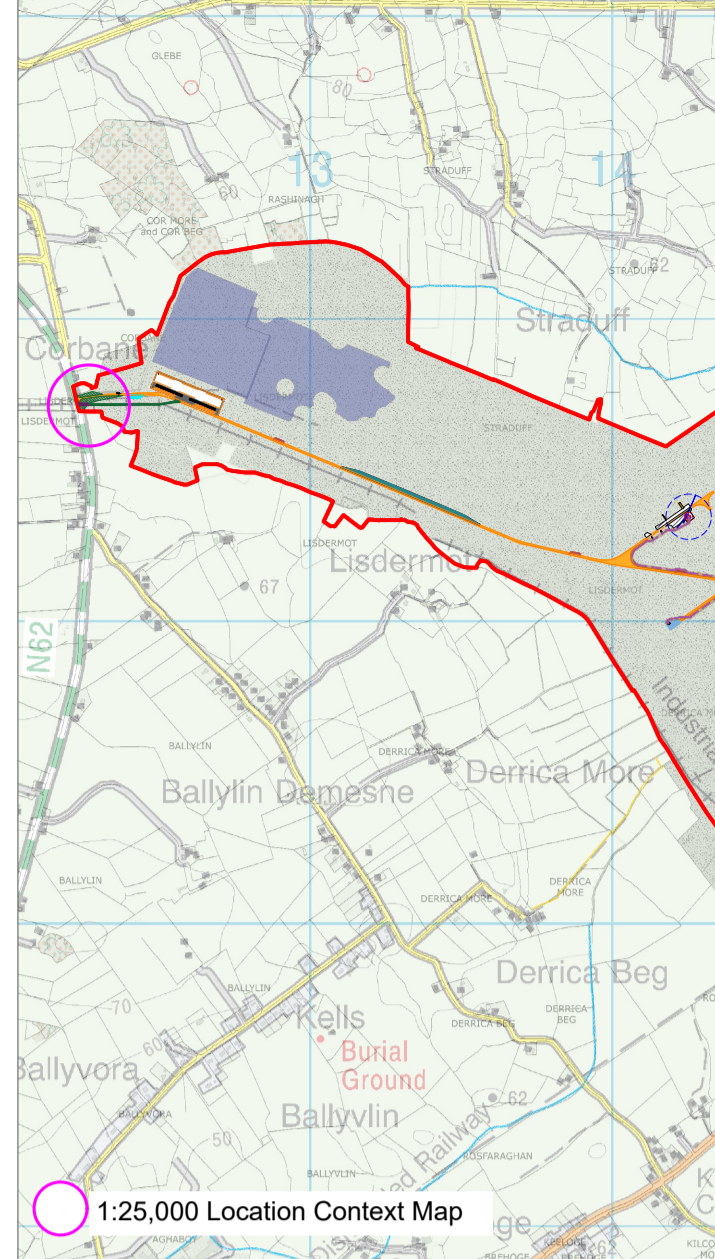 GLEBE
80
13
14
STRADUFF
60
RASHINAGH
COR MORE
and COR BEG
62
STRADUFF
Straduff
Corbane
LISDERMOT
STRADUFF
LISDERMOT
Lisdermot
67
LISDERMOT
N62
Industrial
BALLYLIN
DERRICA MORE
Derrica More
Ballylin Demesne
BALLYLIN
DERRICA
MORE
DERRICA MORE
Derrica Beg
BALLYLIN
70
DERRICA
BEG
Kells
DERRICA BEG
60
Burial
Ground
Ballyvora
62
BALLYVORA
Ballyvlin
50
ROSFARAGHAN
ed Railway
BALLYVLIN
1:25,000 Location Context Map
AGHABOY
63